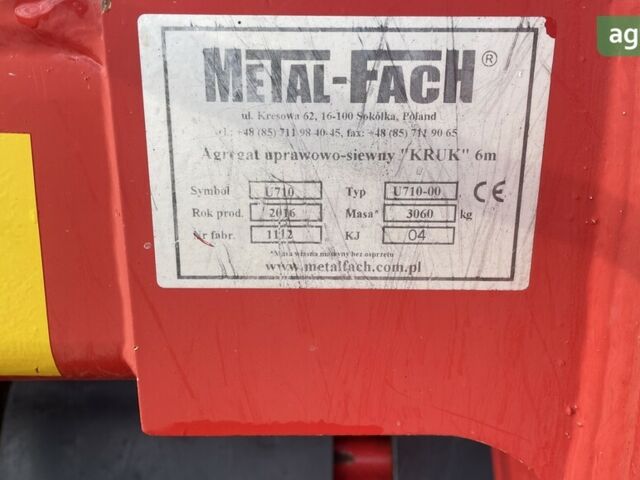 METAL-FACH ®
ul. Kresowa 62, 16-100 Sokółka, Poland
tel.: +48 (85) 711 98 40-45, fax: +48 (85) 711 90 65
Agregat uprawowo-siewny "KRUK" 6m
Symbol U710 Typ U710-00 CE
Rok prod. 2016 Masa* 3060 kg
Nr fabr. 1112 KJ 04
*Masa własna maszyny bez osprzętu
www.metalfach.com.pl
ag